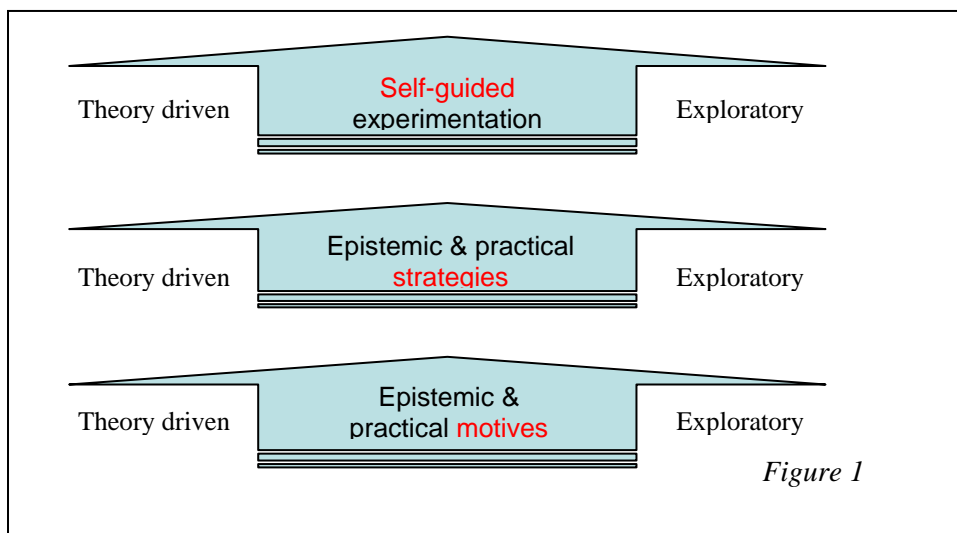 Self-guided
Theory driven experimentation Exploratory
Epistemic & practical
Theory driven strategies Exploratory
Epistemic &
Theory driven practical motives Exploratory
Figure 1